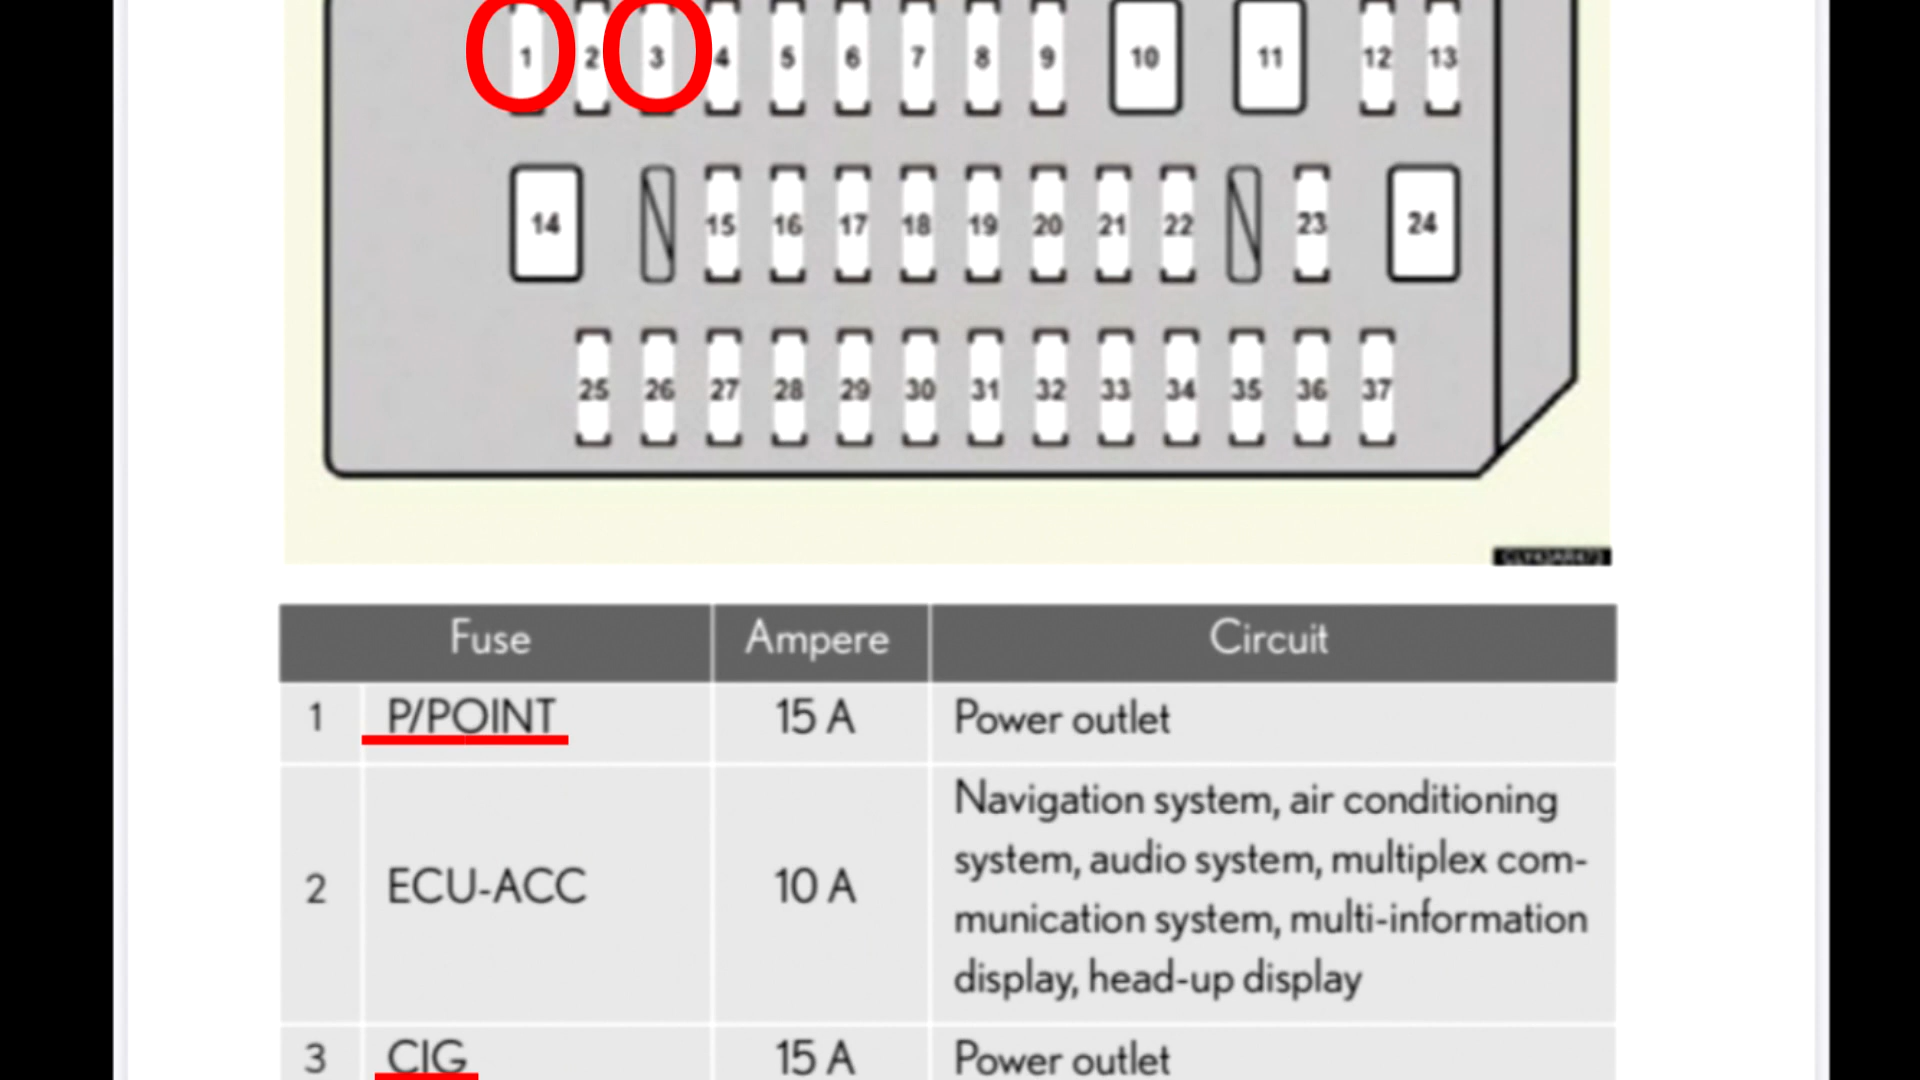 1 2 3 4 5 6 7 8 9 10 11 12 13
14 15 16 17 18 19 20 21 22 23 24
25 26 27 28 29 30 31 32 33 34 35 36 37
Fuse Ampere Circuit
1 P/POINT 15 A Power outlet
2 ECU-ACC 10 A Navigation system, air conditioning
system, audio system, multiplex com-
munication system, multi-information
display, head-up display
3 CIG 15 A Power outlet